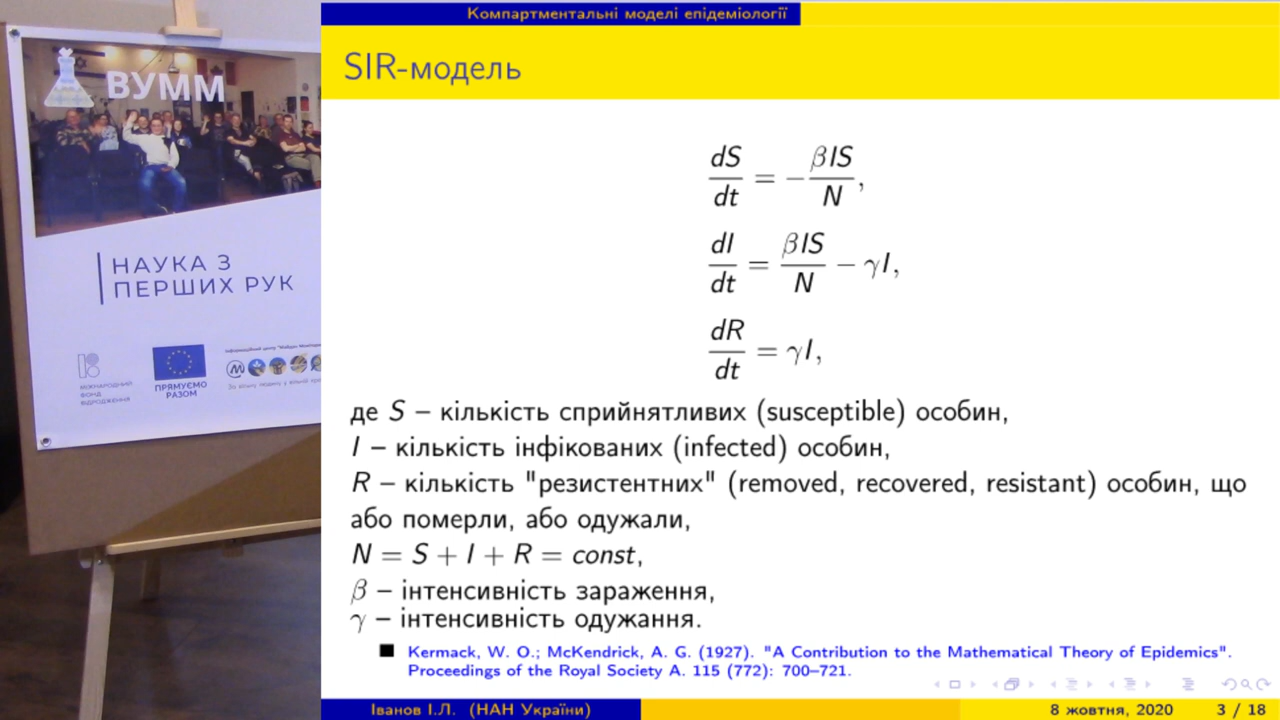 ВУММ
НАУКА З
ПЕРШИХ РУК
МІЖНАРОДНИЙ
ФОНД
ВІДРОДЖЕННЯ
ПРЯМУЄМО
РАЗОМ
Компартментальні моделі епідеміології
SIR-модель
dS/dt = −βIS/N,
dI/dt = βIS/N − γI,
dR/dt = γI,
де S – кількість сприйнятливих (susceptible) особин,
I – кількість інфікованих (infected) особин,
R – кількість "резистентних" (removed, recovered, resistant) особин, що
або померли, або одужали,
N = S + I + R = const,
β – інтенсивність зараження,
γ – інтенсивність одужання.
Kermack, W. O.; McKendrick, A. G. (1927). "A Contribution to the Mathematical Theory of Epidemics".
Proceedings of the Royal Society A. 115 (772): 700–721.
Іванов І.Л. (НАН України)
8 жовтня, 2020 3 / 18